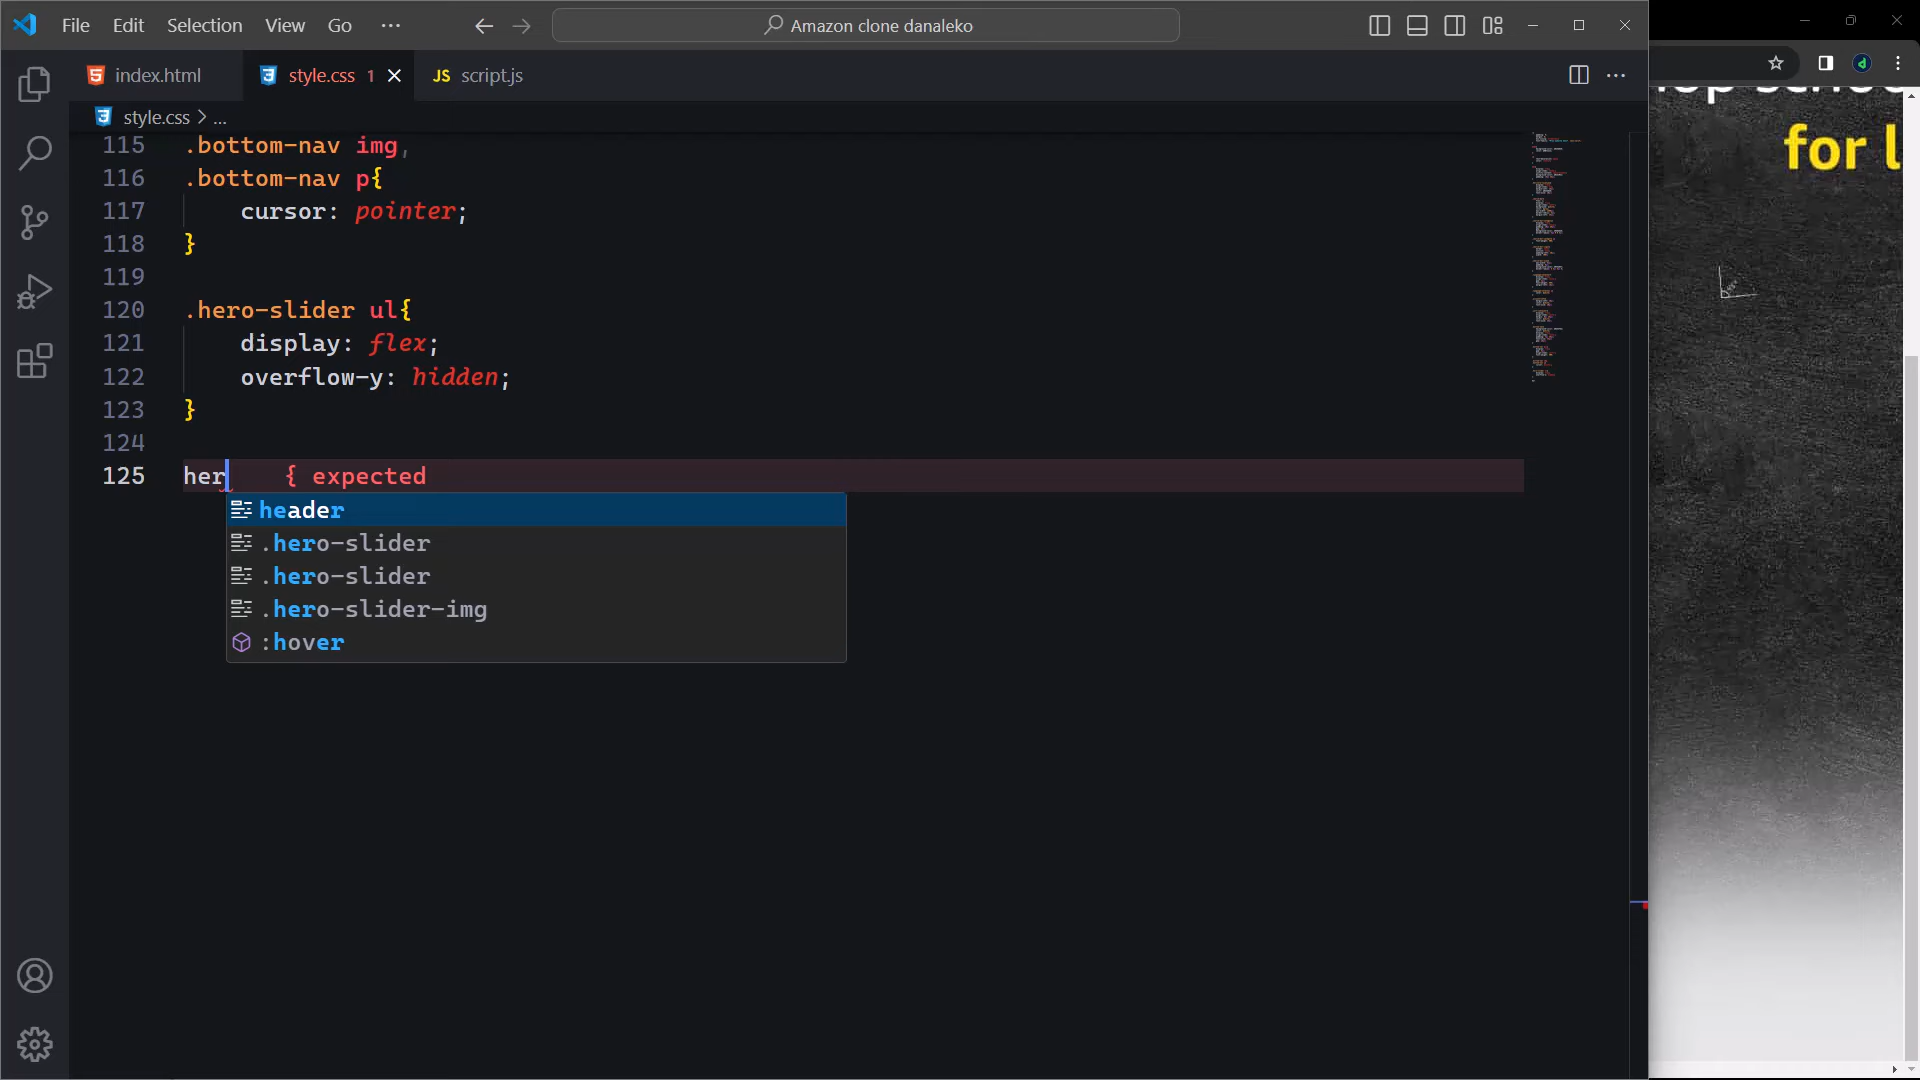 File Edit Selection View Go ···
Amazon clone danaleko
index.html
style.css 1
JS script.js
style.css > ...
115 .bottom-nav img,
116 .bottom-nav p{
117 cursor: pointer;
118 }
119
120 .hero-slider ul{
121 display: flex;
122 overflow-y: hidden;
123 }
124
125 her { expected
header
.hero-slider
.hero-slider
.hero-slider-img
:hover
d
for l